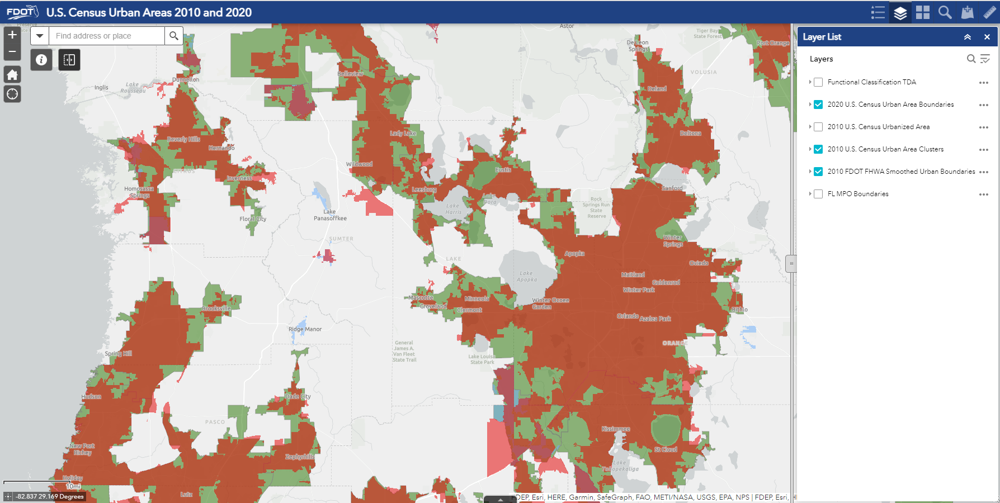 FDOT U.S. Census Urban Areas 2010 and 2020
Find address or place
Layer List
Layers
Functional Classification TDA
2020 U.S. Census Urban Area Boundaries
2010 U.S. Census Urbanized Area
2010 U.S. Census Urban Area Clusters
2010 FDOT FHWA Smoothed Urban Boundaries
FL MPO Boundaries
Astor
Tiger Bay
State Forest
De Leon
Springs
Port Orange
Preserve
VOLUSIA
Belleview
Dunnellon
Inglis
Lake
Rousseau
Deland
Lady Lake
Deltona
Beverly Hills
Hernando
Wildwood
Eustis
CITRUS
Inverness
Homosassa
Springs
Leesburg
Sanford
Lake
Harris
Rock
Springs Run
State
Reserve
Lake
Panasoffkee
Floral City
SUMTER
Winter
Springs
LAKE
Apopka
Oviedo
Lake
Apopka
Maitland
Goldenrod
Winter Park
Mascotte
Groveland
Minneola
Clermont
Winter
Garden
Ocoee
Brooksville
Bithlo
Orlando
Azalea Park
Ridge Manor
ORANGE
General
James A.
Van Fleet
State Trail
Lake Louisa
State Park
Spring Hill
Hudson
Dade City
PASCO
Kissimmee
St Cloud
New Port
Richey
Zephyrhills
Lake
Tohopekaliga
Holiday
Lutz
10mi
-82.837 29.169 Degrees
FDEP, Esri, HERE, Garmin, SafeGraph, FAO, METI/NASA, USGS, EPA, NPS | FDEP, Esri,